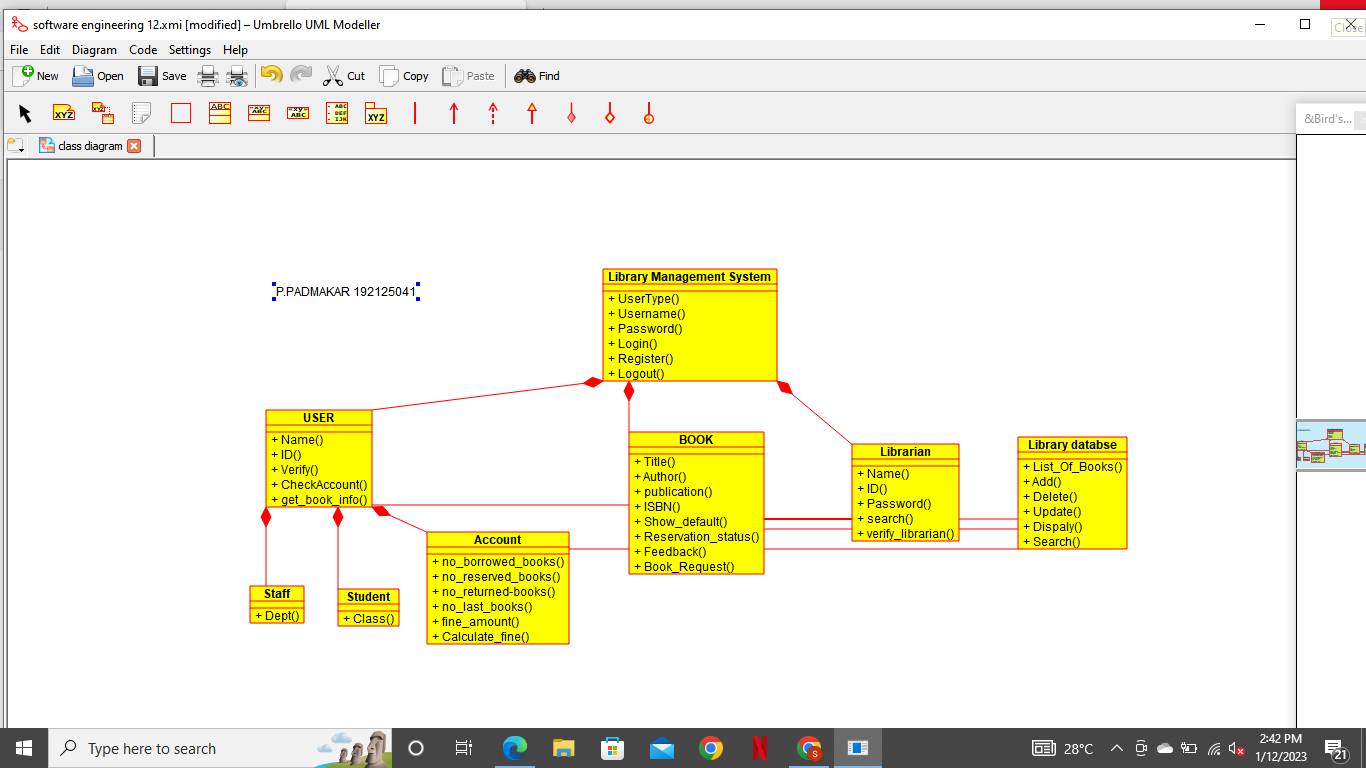 software engineering 12.xmi [modified] – Umbrello UML Modeller
Close
File Edit Diagram Code Settings Help
New Open Save Cut Copy Paste Find
&Bird's...
class diagram
P.PADMAKAR 192125041
Library Management System
+ UserType()
+ Username()
+ Password()
+ Login()
+ Register()
+ Logout()
USER
+ Name()
+ ID()
+ Verify()
+ CheckAccount()
+ get_book_info()
BOOK
+ Title()
+ Author()
+ publication()
+ ISBN()
+ Show_default()
+ Reservation_status()
+ Feedback()
+ Book_Request()
Librarian
+ Name()
+ ID()
+ Password()
+ search()
+ verify_librarian()
Library databse
+ List_Of_Books()
+ Add()
+ Delete()
+ Update()
+ Dispaly()
+ Search()
Account
+ no_borrowed_books()
+ no_reserved_books()
+ no_returned-books()
+ no_last_books()
+ fine_amount()
+ Calculate_fine()
Staff
+ Dept()
Student
+ Class()
Type here to search
28°C
2:42 PM
1/12/2023
21